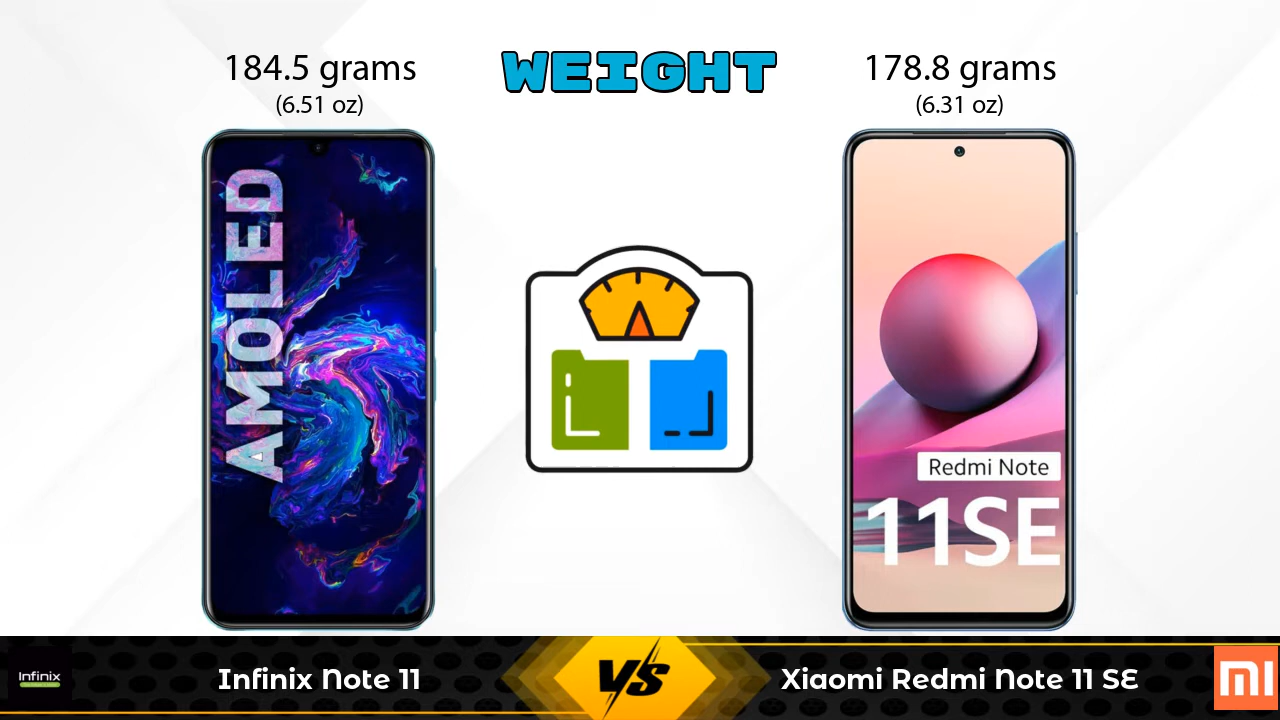 184.5 grams
(6.51 oz)
WEIGHT
178.8 grams
(6.31 oz)
AMOLED
Redmi Note
11SE
Infinix
Infinix Note 11
VS
Xiaomi Redmi Note 11 SE
MI